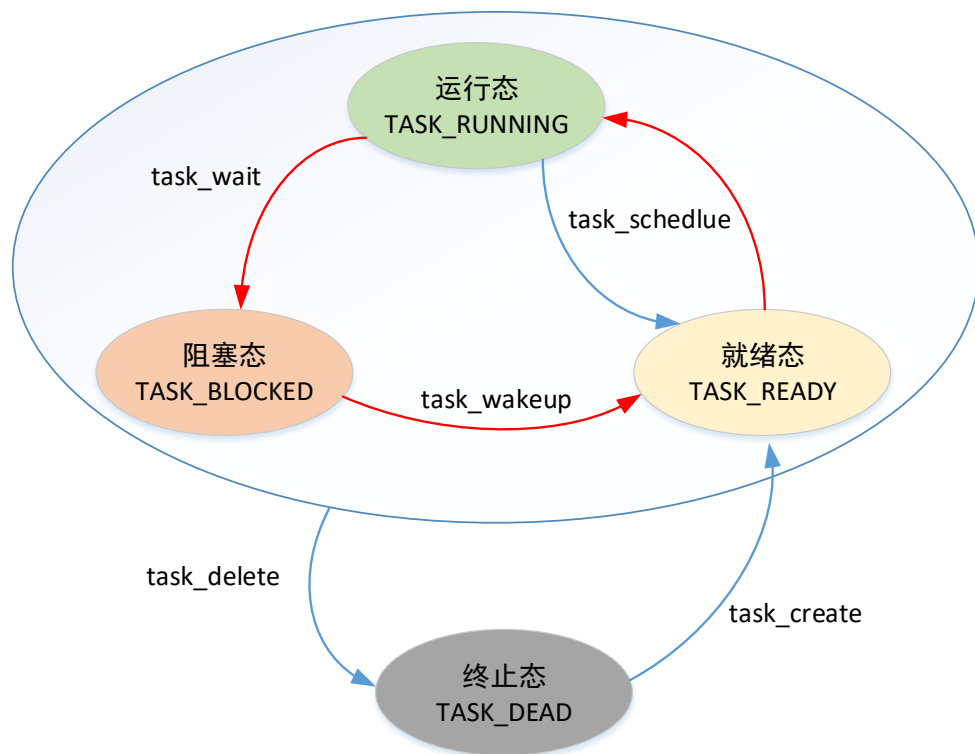 运行态
TASK_RUNNING
task_wait
task_schedlue
阻塞态
TASK_BLOCKED
就绪态
TASK_READY
task_wakeup
task_delete
task_create
终止态
TASK_DEAD